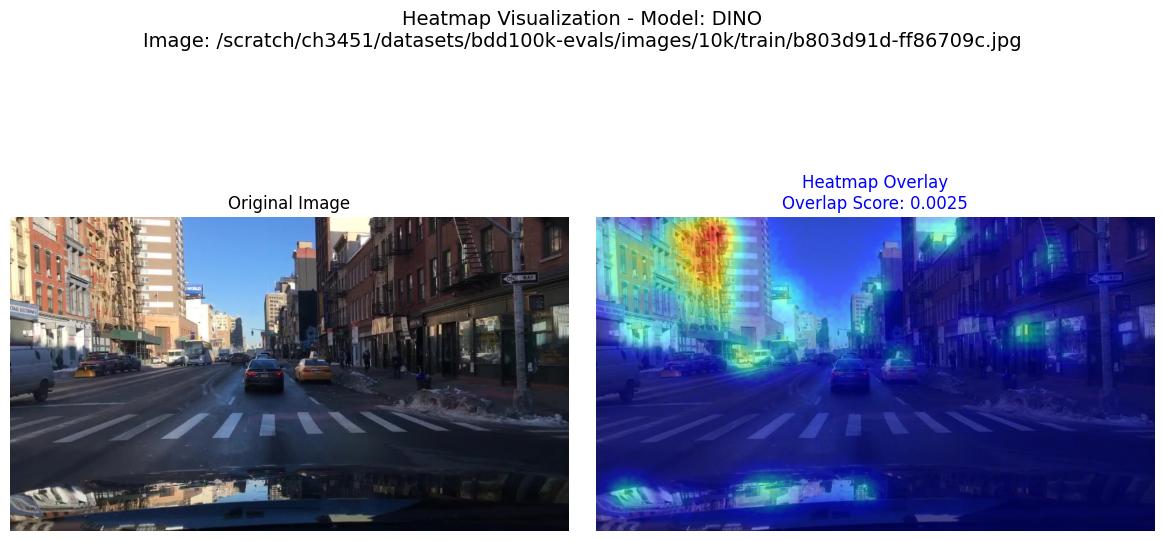 Heatmap Visualization - Model: DINO
Image: /scratch/ch3451/datasets/bdd100k-evals/images/10k/train/b803d91d-ff86709c.jpg
Original Image
Heatmap Overlay
Overlap Score: 0.0025